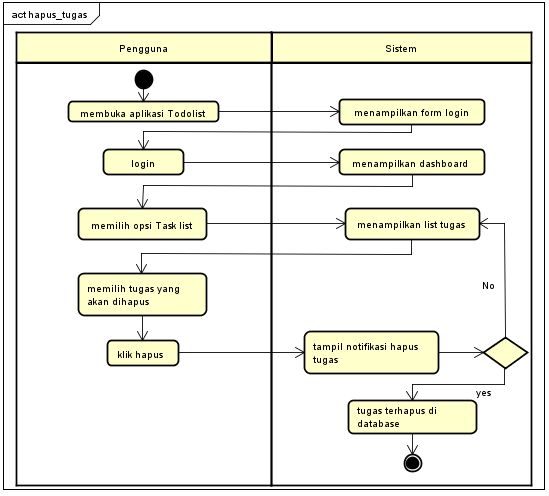 act hapus_tugas
Pengguna
Sistem
membuka aplikasi Todolist
menampilkan form login
login
menampilkan dashboard
memilih opsi Task list
menampilkan list tugas
memilih tugas yang
akan dihapus
No
klik hapus
tampil notifikasi hapus
tugas
yes
tugas terhapus di
database